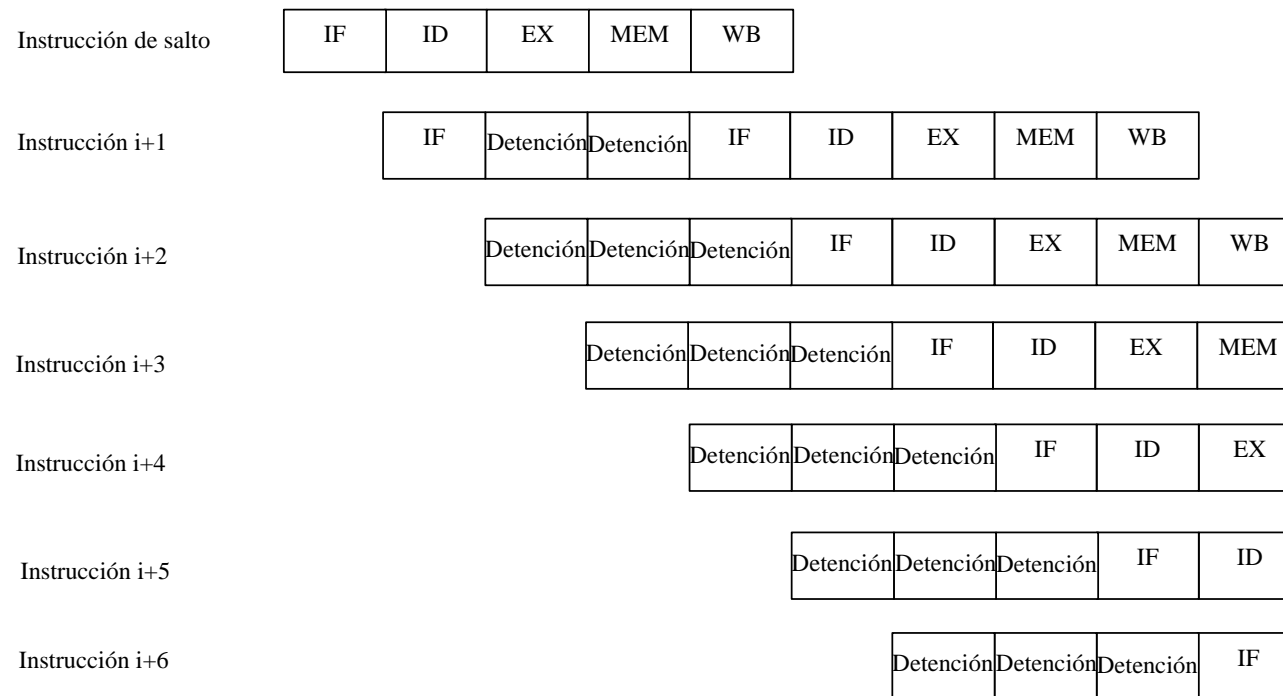 Instrucción de salto IF ID EX MEM WB
Instrucción i+1 IF Detención Detención IF ID EX MEM WB
Instrucción i+2 Detención Detención Detención IF ID EX MEM WB
Instrucción i+3 Detención Detención Detención IF ID EX MEM
Instrucción i+4 Detención Detención Detención IF ID EX
Instrucción i+5 Detención Detención Detención IF ID
Instrucción i+6 Detención Detención Detención IF